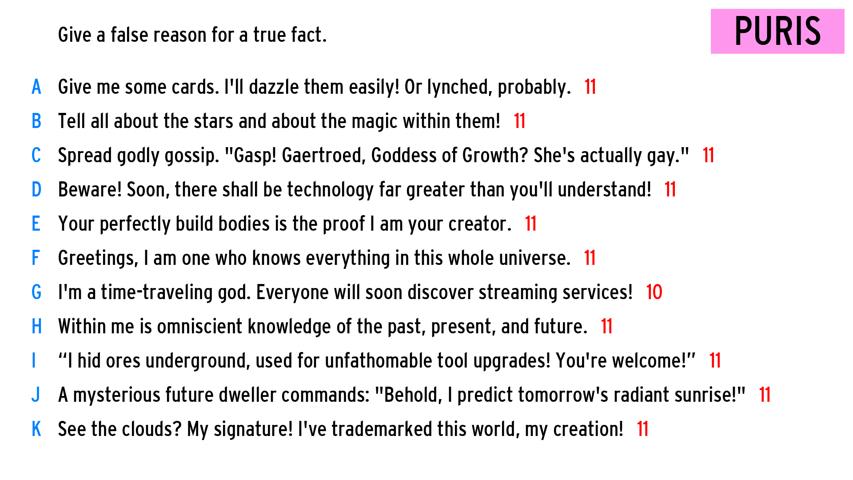 Give a false reason for a true fact.
PURIS
A Give me some cards. I'll dazzle them easily! Or lynched, probably. 11
B Tell all about the stars and about the magic within them! 11
C Spread godly gossip. "Gasp! Gaertroed, Goddess of Growth? She's actually gay." 11
D Beware! Soon, there shall be technology far greater than you'll understand! 11
E Your perfectly build bodies is the proof I am your creator. 11
F Greetings, I am one who knows everything in this whole universe. 11
G I'm a time-traveling god. Everyone will soon discover streaming services! 10
H Within me is omniscient knowledge of the past, present, and future. 11
I “I hid ores underground, used for unfathomable tool upgrades! You're welcome!” 11
J A mysterious future dweller commands: "Behold, I predict tomorrow's radiant sunrise!" 11
K See the clouds? My signature! I've trademarked this world, my creation! 11